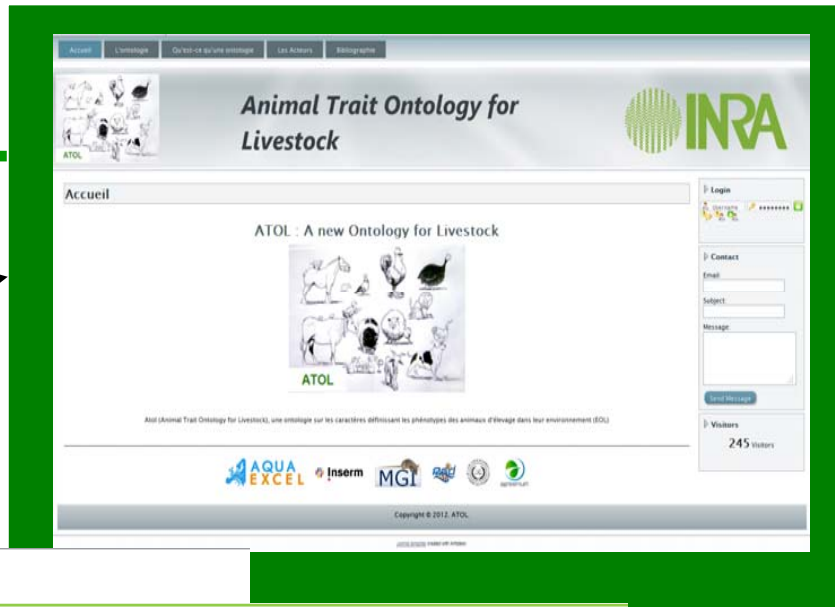 Accueil L'ontologie Qu'est-ce qu'une ontologie Les Acteurs Bibliographie
Animal Trait Ontology for
Livestock
INRA
ATOL
Accueil
ATOL : A new Ontology for Livestock
ATOL
Atol (Animal Trait Ontology for Livestock), une ontologie sur les caractères définissant les phénotypes des animaux d'élevage dans leur environnement (EOL)
Login
Username ********
Contact
Email:
Subject:
Message:
Send Message
Visitors
245 Visitors
AQUA
EXCEL
Inserm
MGI
agreenium
Copyright © 2012. ATOL